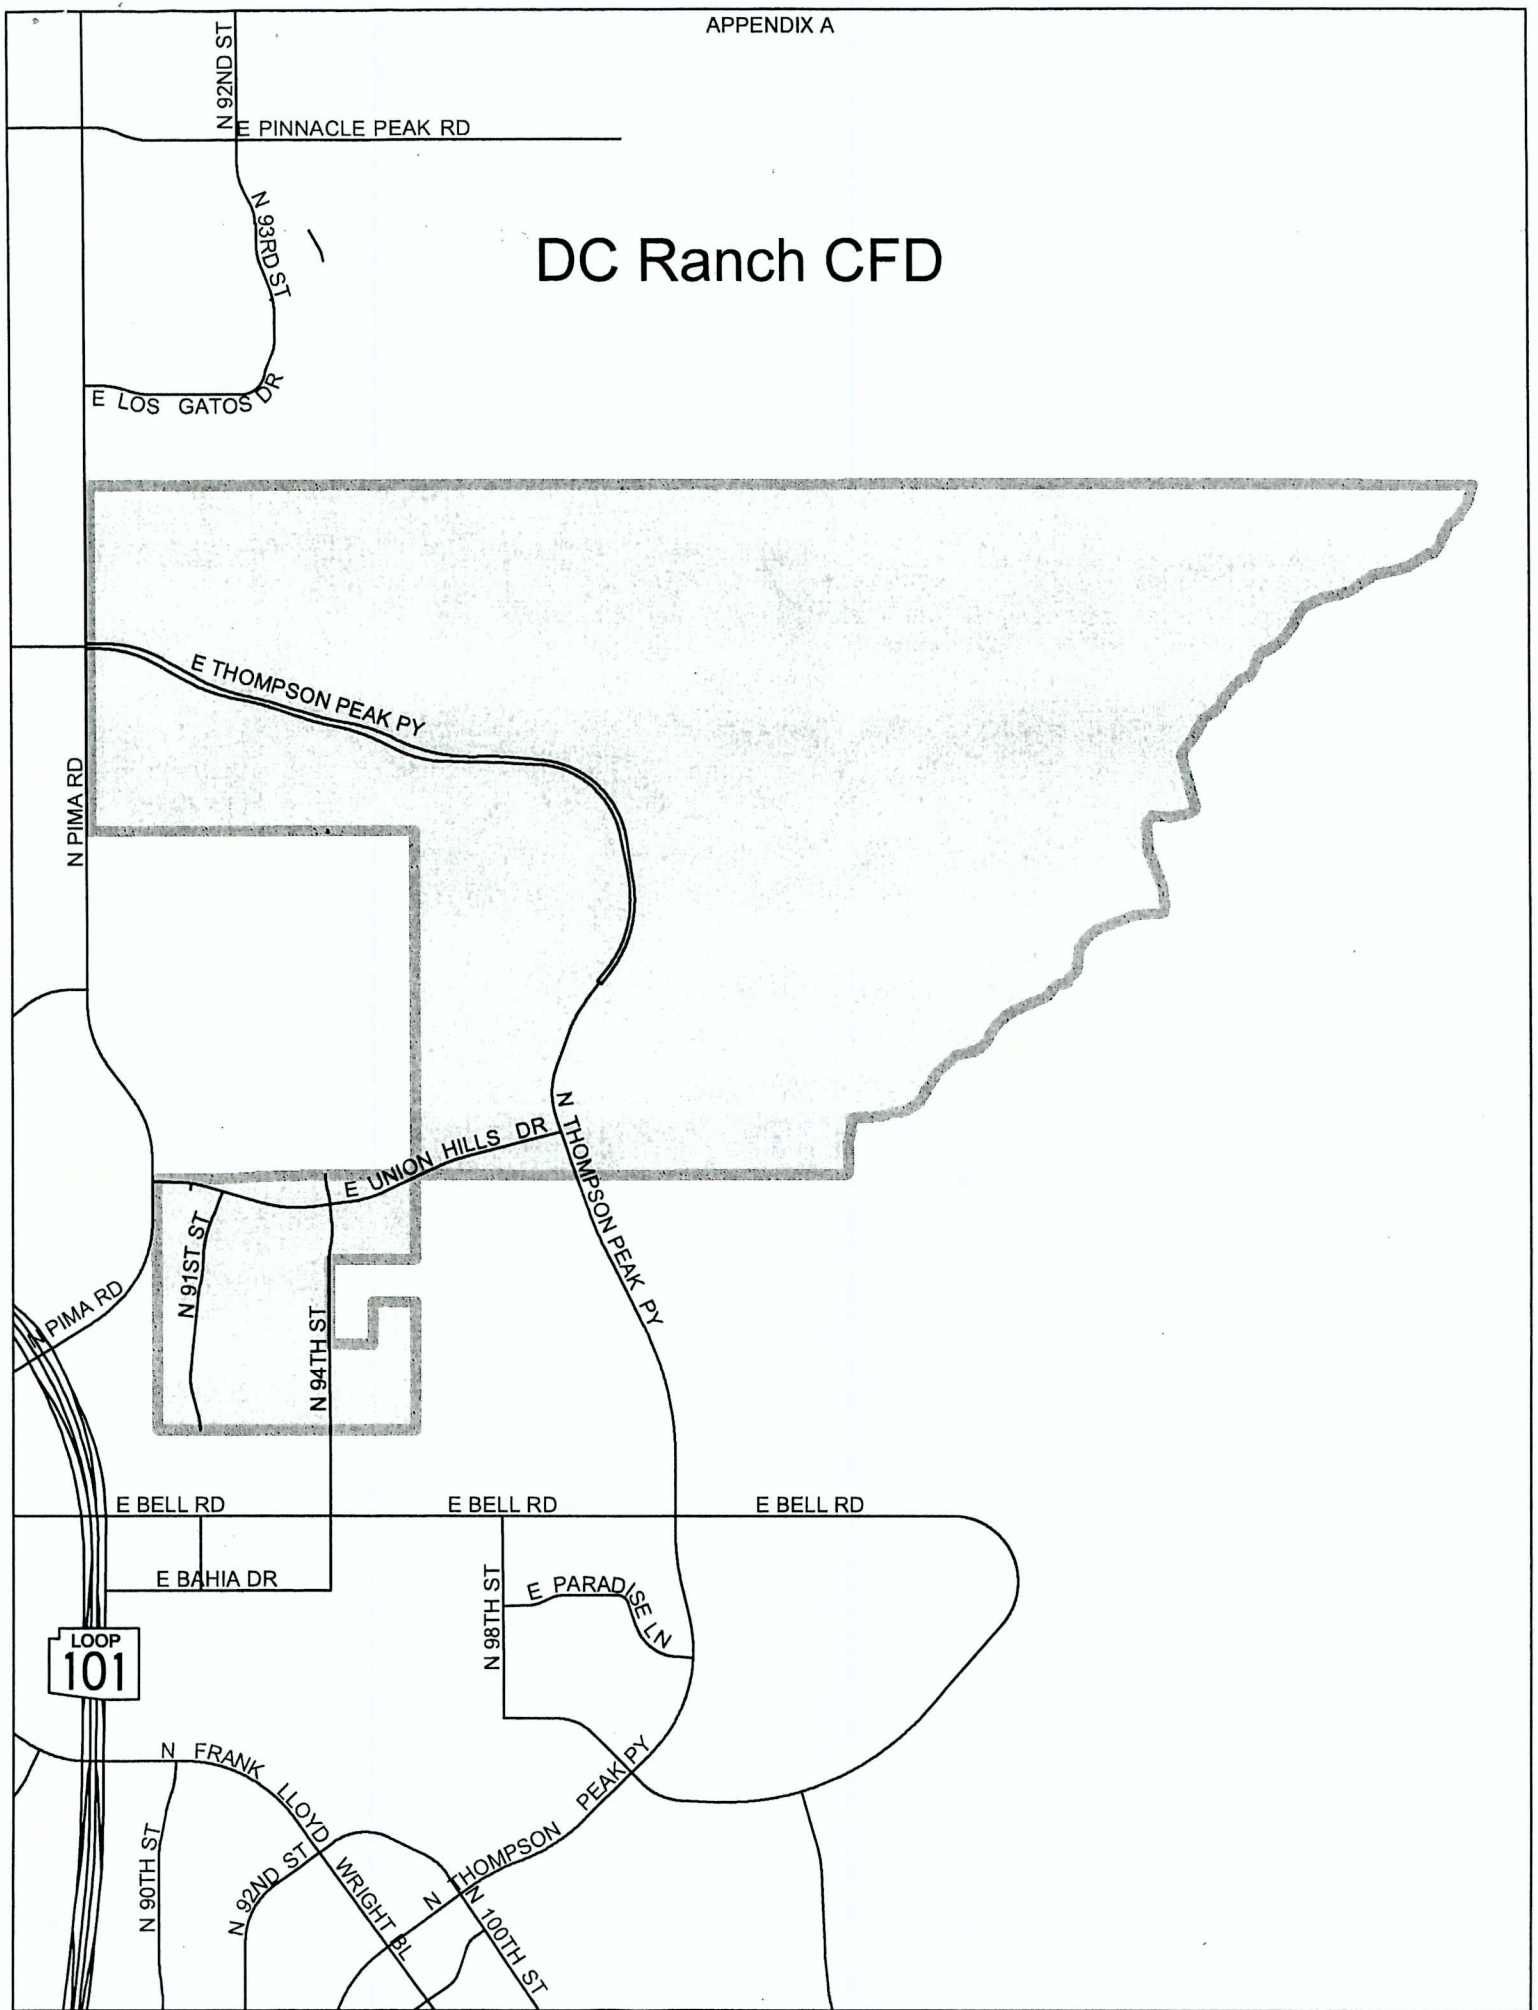 APPENDIX A
N 92ND ST
E PINNACLE PEAK RD
N 93RD ST
DC Ranch CFD
E LOS GATOS DR
E THOMPSON PEAK PY
N PIMA RD
N THOMPSON PEAK PY
E UNION HILLS DR
N 91ST ST
N PIMA RD
N 94TH ST
E BELL RD
E BELL RD
E BELL RD
E BAHIA DR
N 98TH ST
E PARADISE LN
LOOP
101
N FRANK LLOYD WRIGHT BL
N THOMPSON PEAK PY
N 90TH ST
N 92ND ST
N 100TH ST